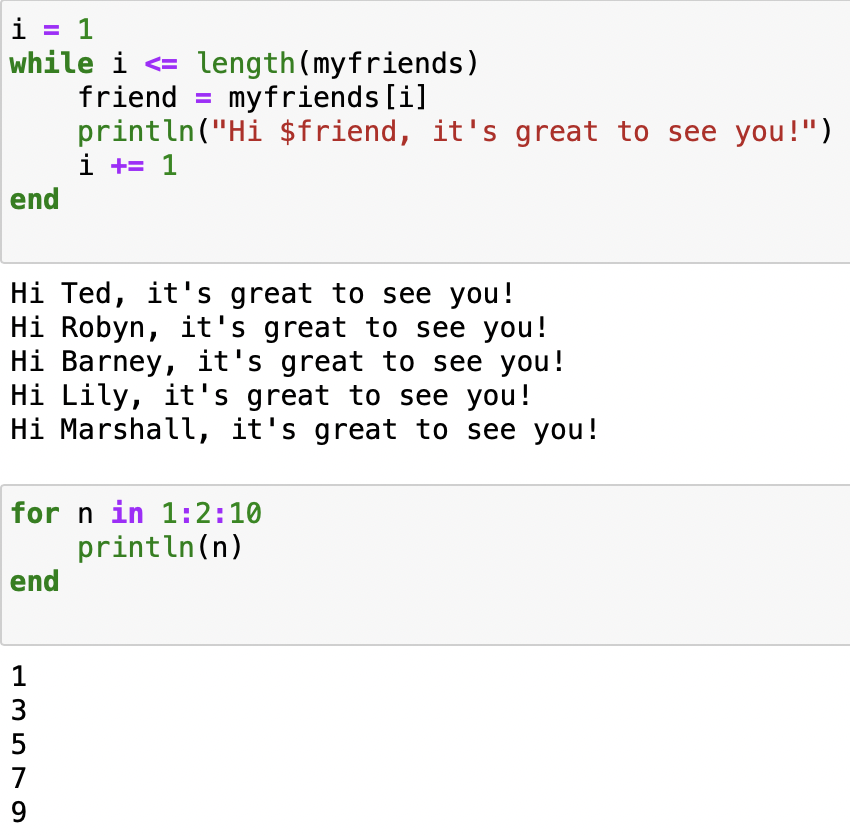 i = 1
while i <= length(myfriends)
    friend = myfriends[i]
    println("Hi $friend, it's great to see you!")
    i += 1
end
Hi Ted, it's great to see you!
Hi Robyn, it's great to see you!
Hi Barney, it's great to see you!
Hi Lily, it's great to see you!
Hi Marshall, it's great to see you!
for n in 1:2:10
    println(n)
end
1
3
5
7
9